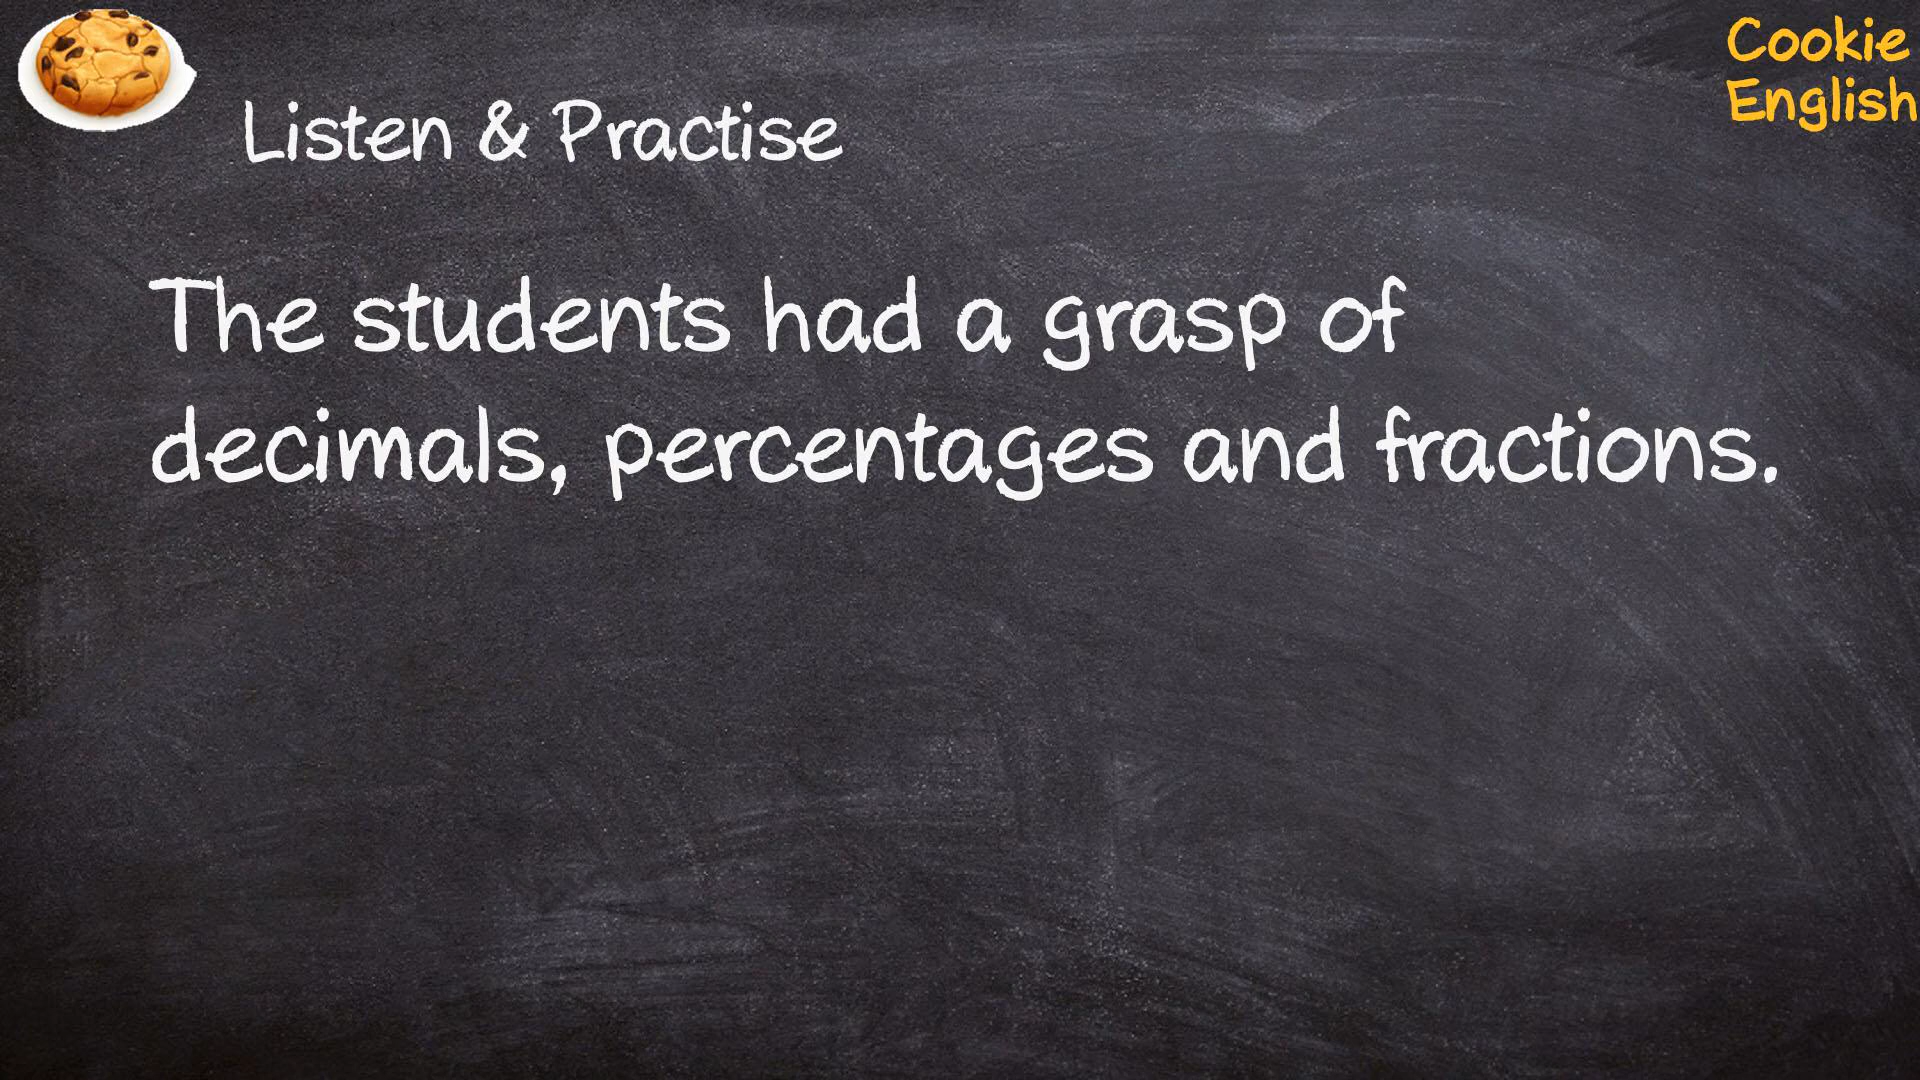 Cookie
English
Listen & Practise
The students had a grasp of
decimals, percentages and fractions.